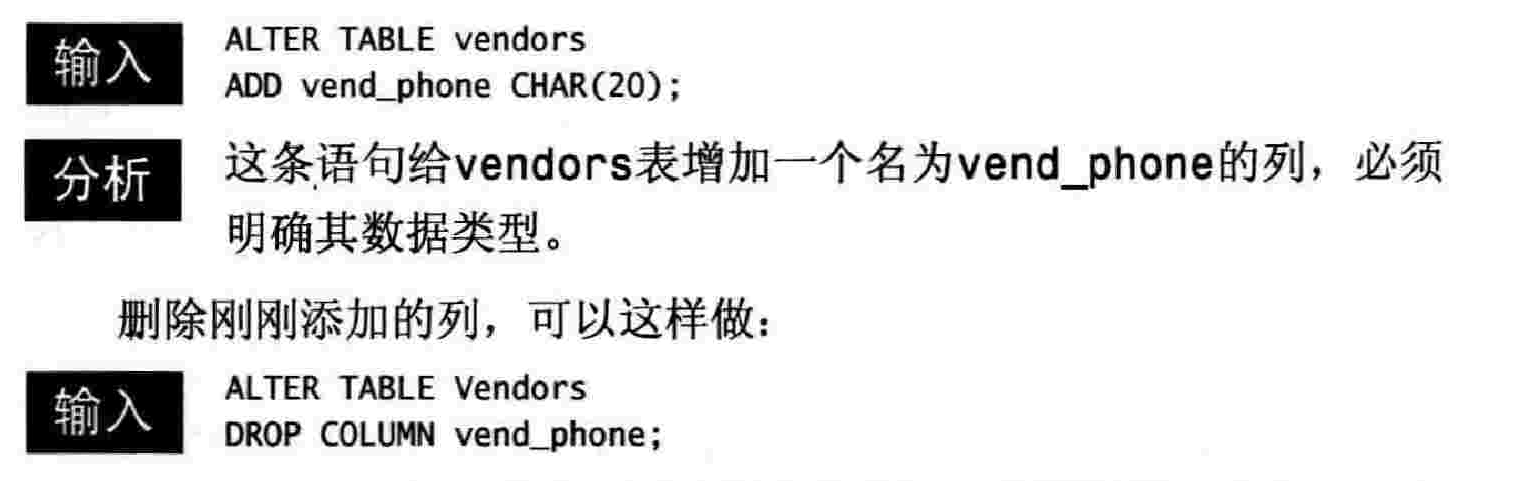 输入 ALTER TABLE vendors
ADD vend_phone CHAR(20);
分析 这条语句给vendors表增加一个名为vend_phone的列，必须
明确其数据类型。
删除刚刚添加的列，可以这样做：
输入 ALTER TABLE Vendors
DROP COLUMN vend_phone;